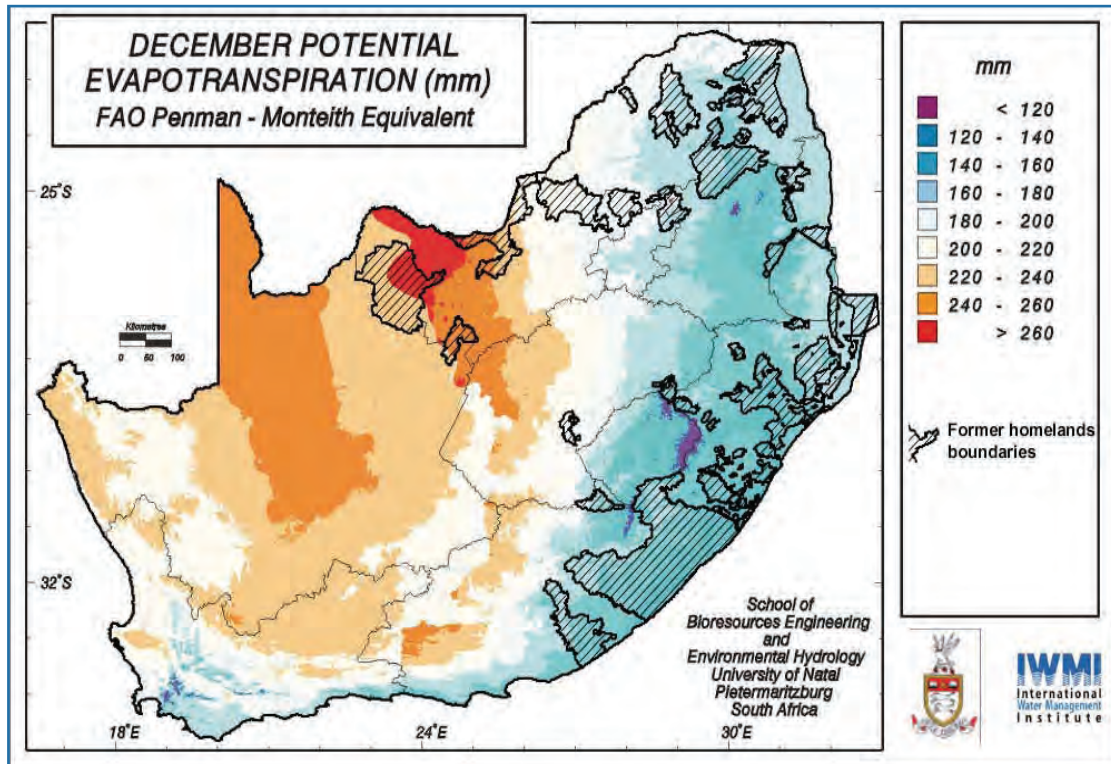 DECEMBER POTENTIAL
EVAPOTRANSPIRATION (mm)
FAO Penman - Monteith Equivalent
25°S
32°S
18°E
24°E
30°E
Kilometres
0 50 100
School of
Bioresources Engineering
and
Environmental Hydrology
University of Natal
Pietermaritzburg
South Africa
mm
< 120
120 - 140
140 - 160
160 - 180
180 - 200
200 - 220
220 - 240
240 - 260
> 260
Former homelands
boundaries
IWMI
International
Water Management
Institute